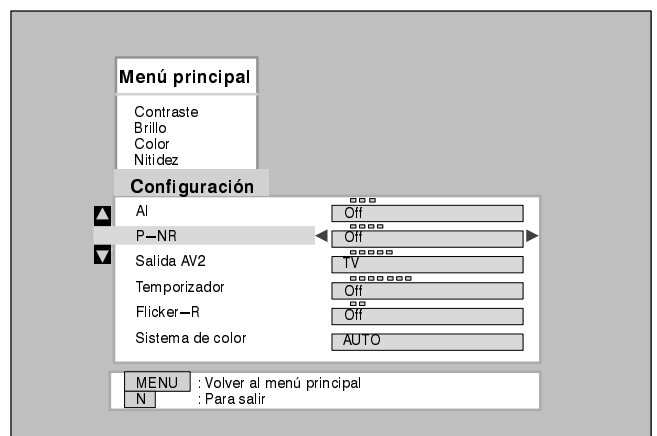 Menú principal
Contraste
Brillo
Color
Nitidez
Configuración
AI Off
P—NR Off
Salida AV2 TV
Temporizador Off
Flicker—R Off
Sistema de color AUTO
MENU : Volver al menú principal
N : Para salir